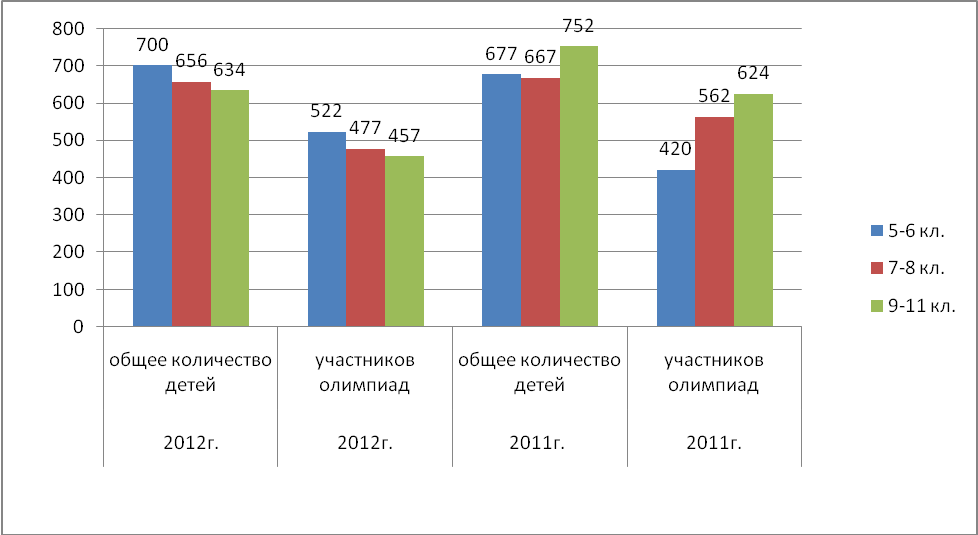 800
700
600
500
400
300
200
100
0
700
656
634
522
477
457
677
667
752
420
562
624
общее количество
детей
участников
олимпиад
общее количество
детей
участников
олимпиад
2012г.
2012г.
2011г.
2011г.
5-6 кл.
7-8 кл.
9-11 кл.